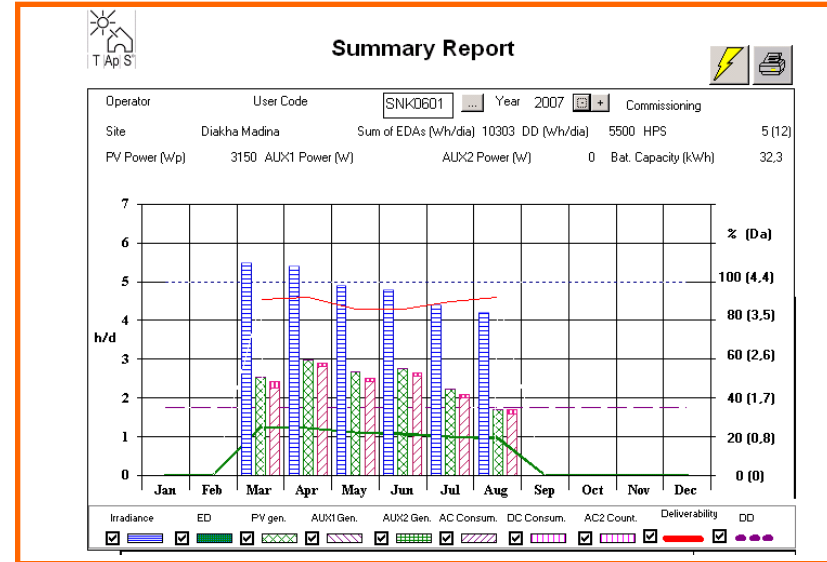 T Ap S
Summary Report
Operator User Code SNK0601 ... Year 2007 + Commissioning
Site Diakha Madina Sum of EDAs (Wh/dia) 10303 DD (Wh/dia) 5500 HPS 5 (12)
PV Power (Wp) 3150 AUX1 Power (W) AUX2 Power (W) 0 Bat. Capacity (kWh) 32,3
7
% (Da)
6
5 100 (4,4)
4 80 (3,5)
h/d
3 60 (2,6)
2 40 (1,7)
1 20 (0,8)
0 0 (0)
Jan Feb Mar Apr May Jun Jul Aug Sep Oct Nov Dec
Irradiance ED PV gen. AUX1Gen. AUX2 Gen. AC Consum. DC Consum. AC2 Count. Deliverability DD